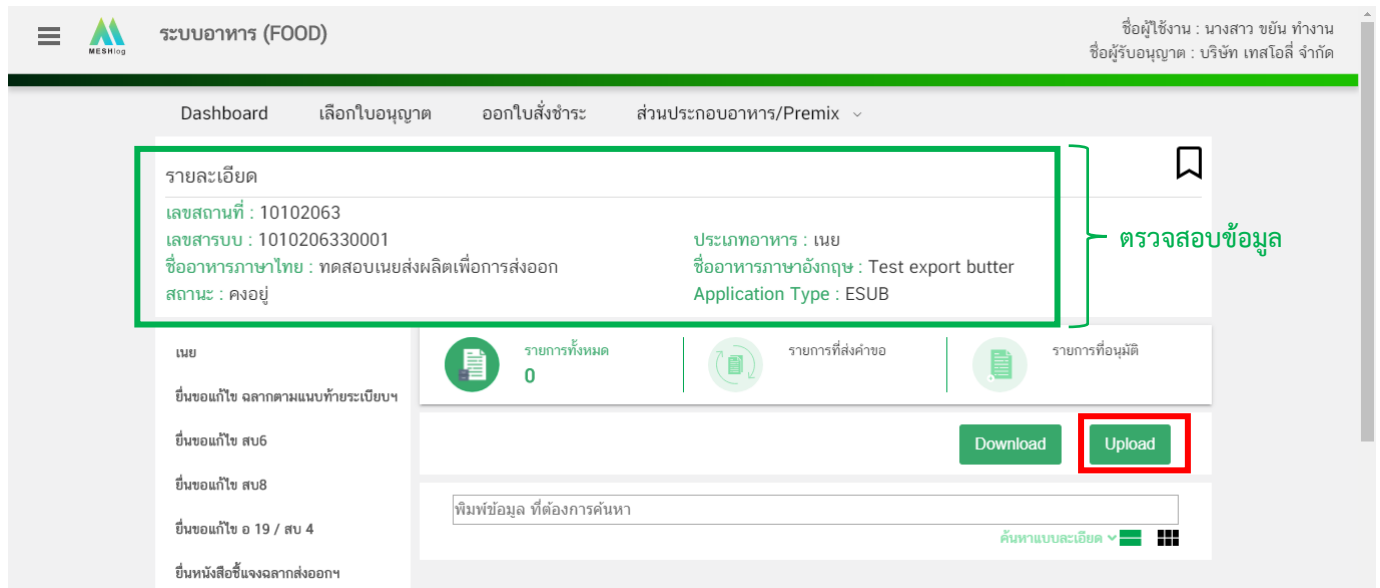 MESHlog
ระบบอาหาร (FOOD)
ชื่อผู้ใช้งาน : นางสาว ขยัน ทำงาน
ชื่อผู้รับอนุญาต : บริษัท เทสโอลี่ จำกัด
Dashboard เลือกใบอนุญาต ออกใบสั่งชำระ ส่วนประกอบอาหาร/Premix
รายละเอียด
เลขสถานที่ : 10102063
เลขสารบบ : 1010206330001 ประเภทอาหาร : เนย
ชื่ออาหารภาษาไทย : ทดสอบเนยส่งผลิตเพื่อการส่งออก ชื่ออาหารภาษาอังกฤษ : Test export butter
สถานะ : คงอยู่ Application Type : ESUB
ตรวจสอบข้อมูล
เนย
ยื่นขอแก้ไข ฉลากตามแนบท้ายระเบียบฯ
ยื่นขอแก้ไข สบ6
ยื่นขอแก้ไข สบ8
ยื่นขอแก้ไข อ 19 / สบ 4
ยื่นหนังสือชี้แจงฉลากส่งออกฯ
รายการทั้งหมด
0
รายการที่ส่งคำขอ
รายการที่อนุมัติ
Download Upload
พิมพ์ข้อมูล ที่ต้องการค้นหา
ค้นหาแบบละเอียด